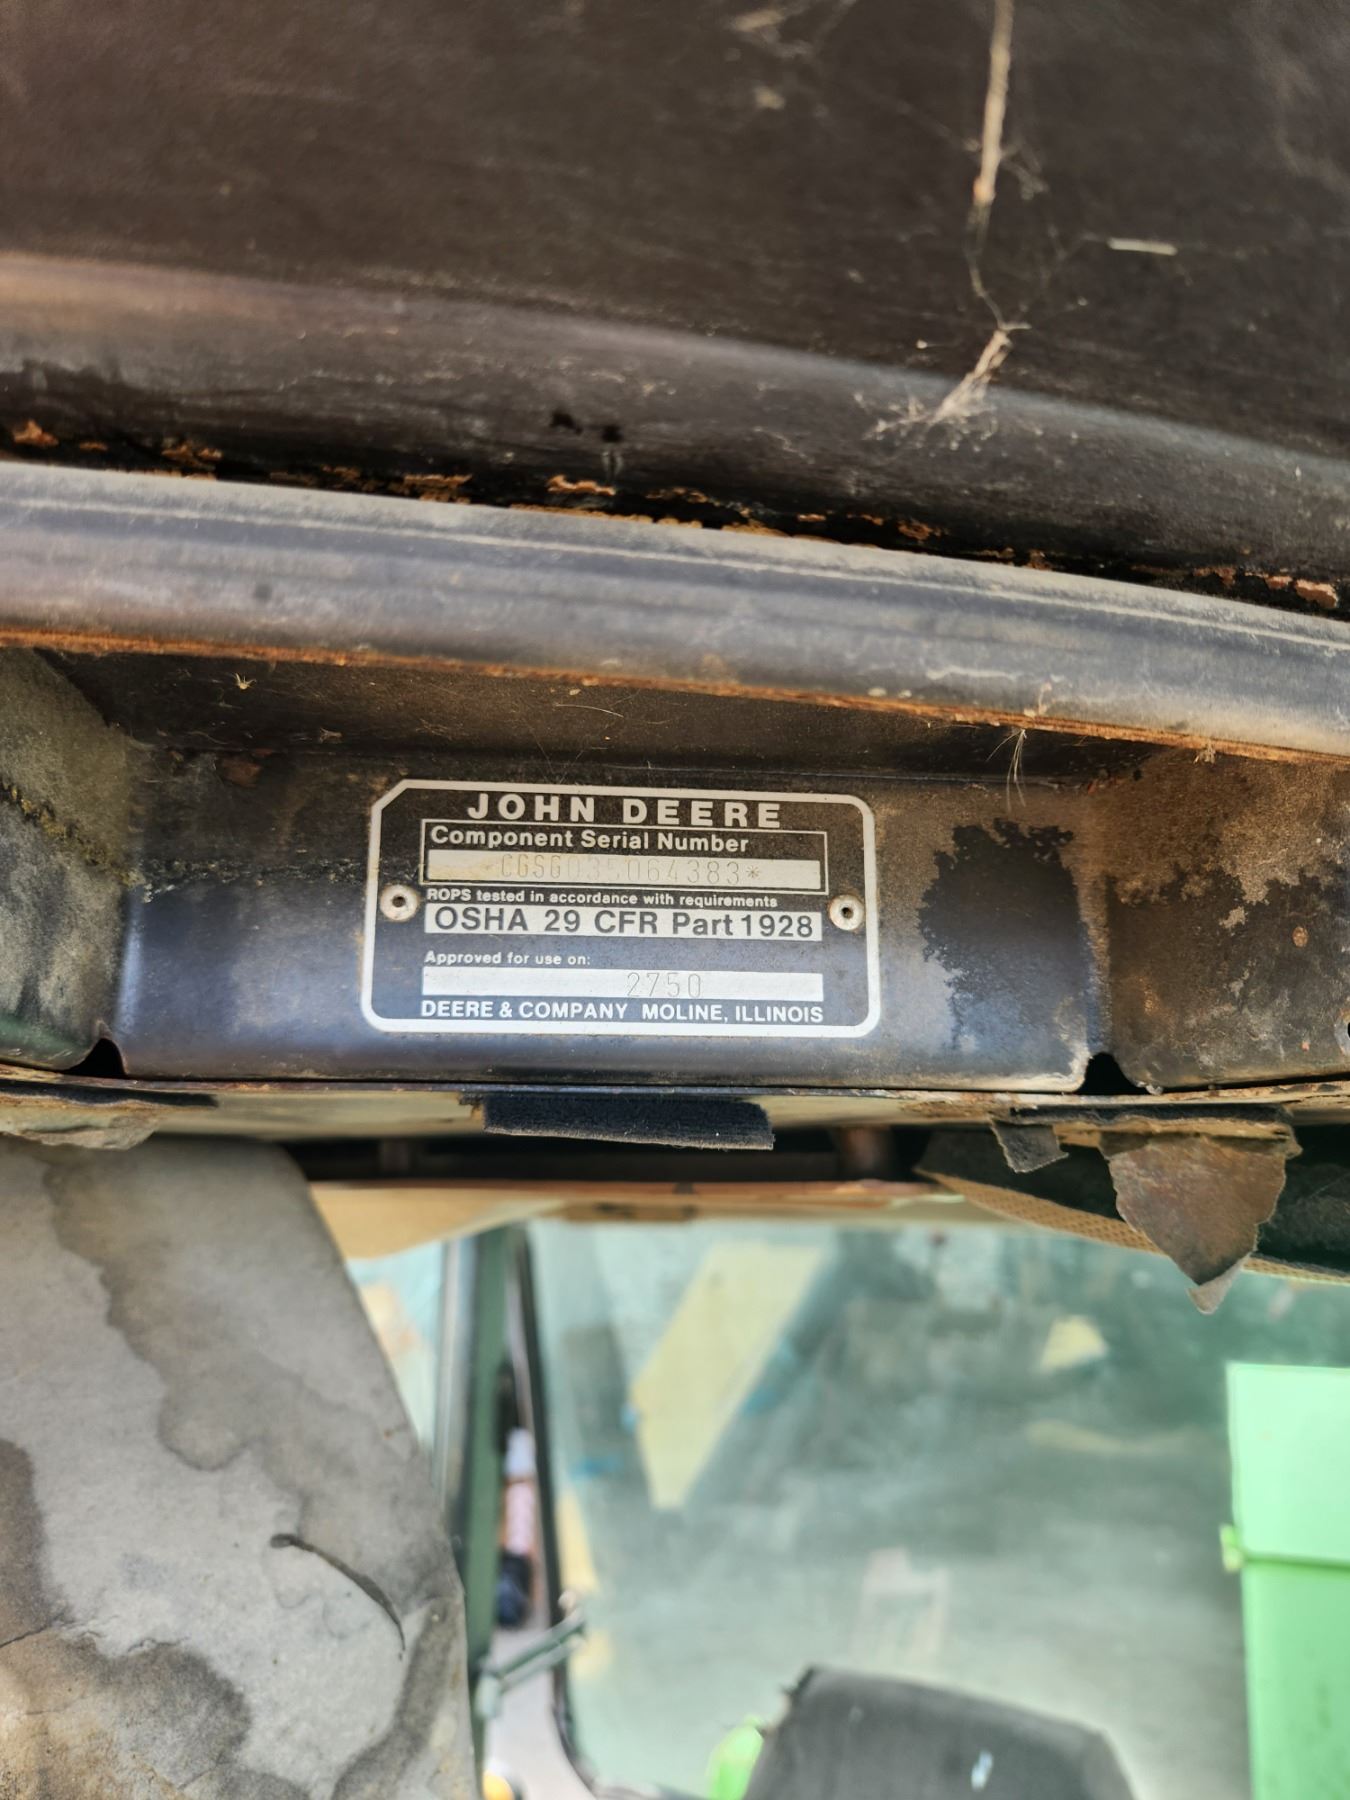 JOHN DEERE
Component Serial Number
CGSG035064383*
ROPS tested in accordance with requirements
OSHA 29 CFR Part 1928
Approved for use on:
2750
DEERE & COMPANY MOLINE, ILLINOIS